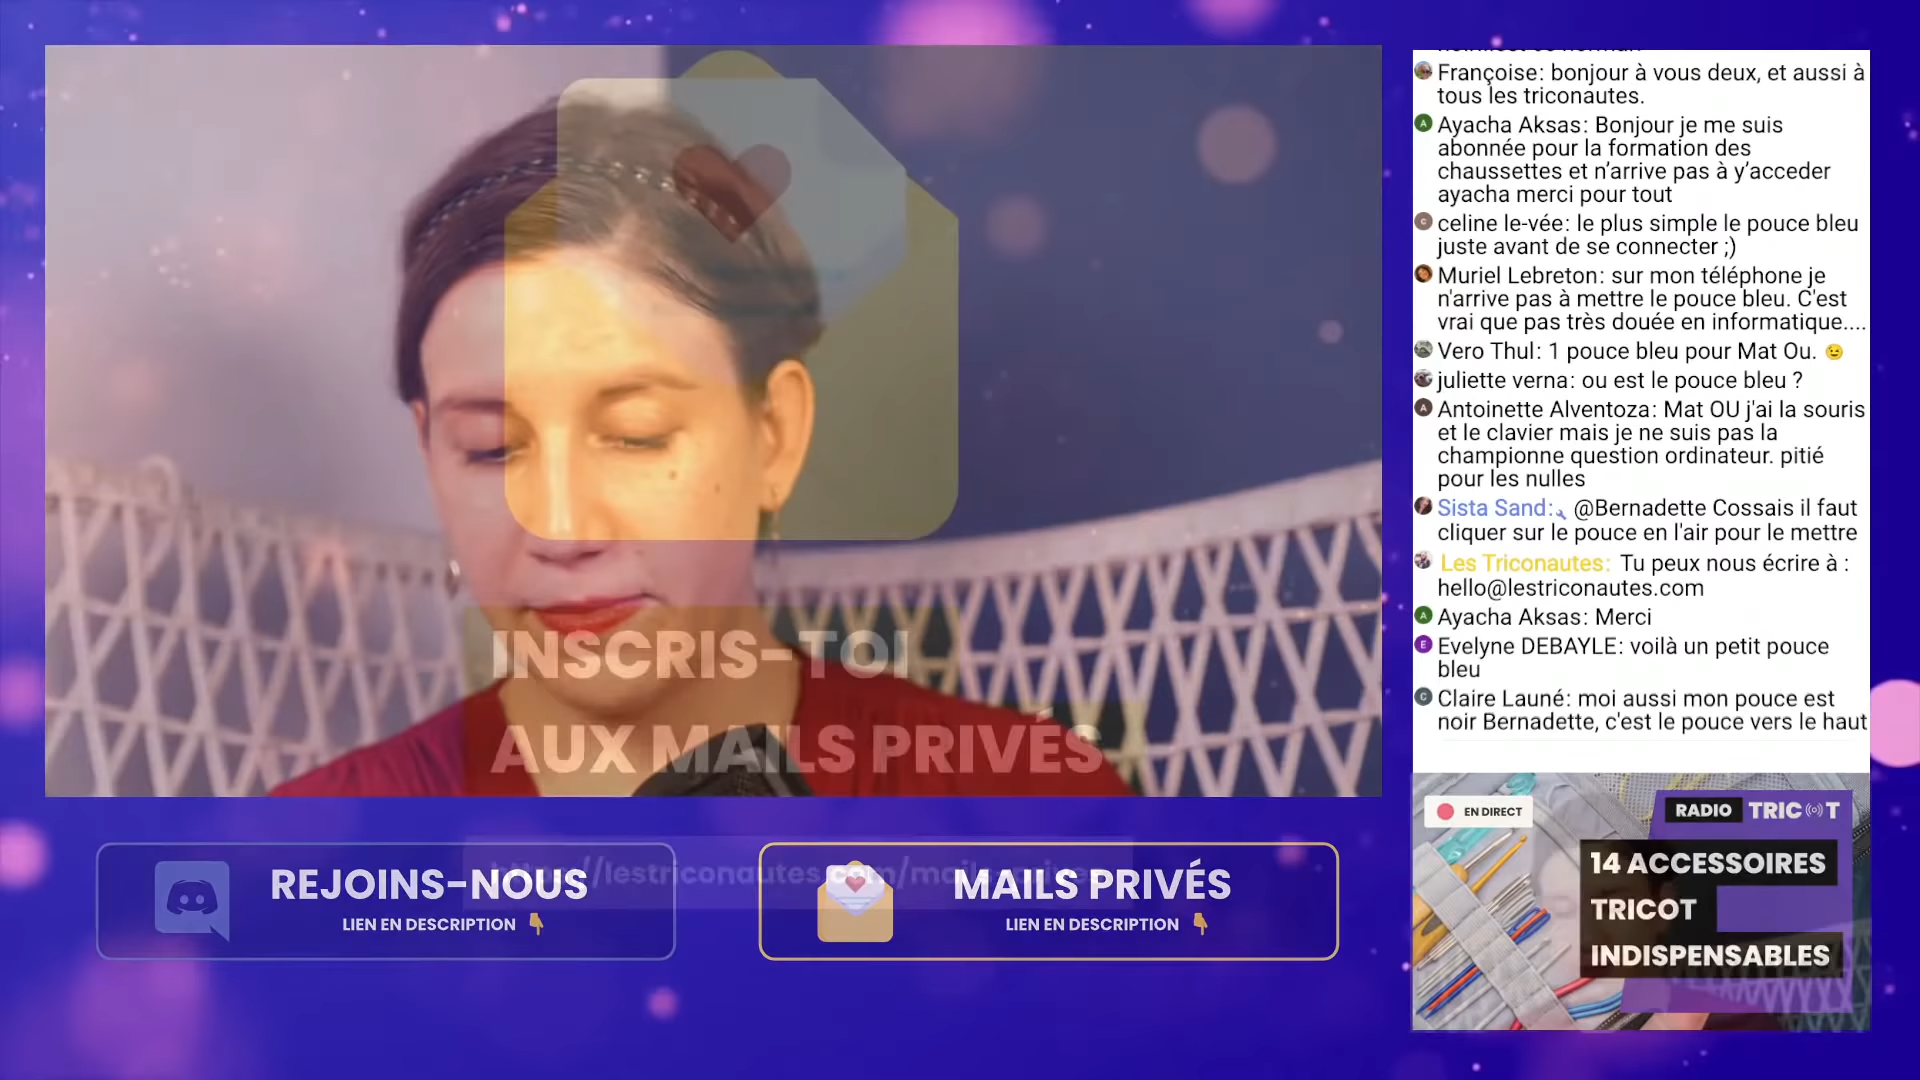 INSCRIS-TOI
AUX MAILS PRIVÉS
REJOINS-NOUS
LIEN EN DESCRIPTION
MAILS PRIVÉS
LIEN EN DESCRIPTION
Françoise: bonjour à vous deux, et aussi à
tous les triconautes.
Ayacha Aksas: Bonjour je me suis
abonnée pour la formation des
chaussettes et n'arrive pas à y'acceder
ayacha merci pour tout
celine le-vée: le plus simple le pouce bleu
juste avant de se connecter ;)
Muriel Lebreton: sur mon téléphone je
n'arrive pas à mettre le pouce bleu. C'est
vrai que pas très douée en informatique....
Vero Thul: 1 pouce bleu pour Mat Ou. 😉
juliette verna: ou est le pouce bleu ?
Antoinette Alventoza: Mat OU j'ai la souris
et le clavier mais je ne suis pas la
championne question ordinateur. pitié
pour les nulles
Sista Sand: @Bernadette Cossais il faut
cliquer sur le pouce en l'air pour le mettre
Les Triconautes: Tu peux nous écrire à :
hello@lestriconautes.com
Ayacha Aksas: Merci
Evelyne DEBAYLE: voilà un petit pouce
bleu
Claire Launé: moi aussi mon pouce est
noir Bernadette, c'est le pouce vers le haut
EN DIRECT
RADIO TRICOT
14 ACCESSOIRES
TRICOT
INDISPENSABLES